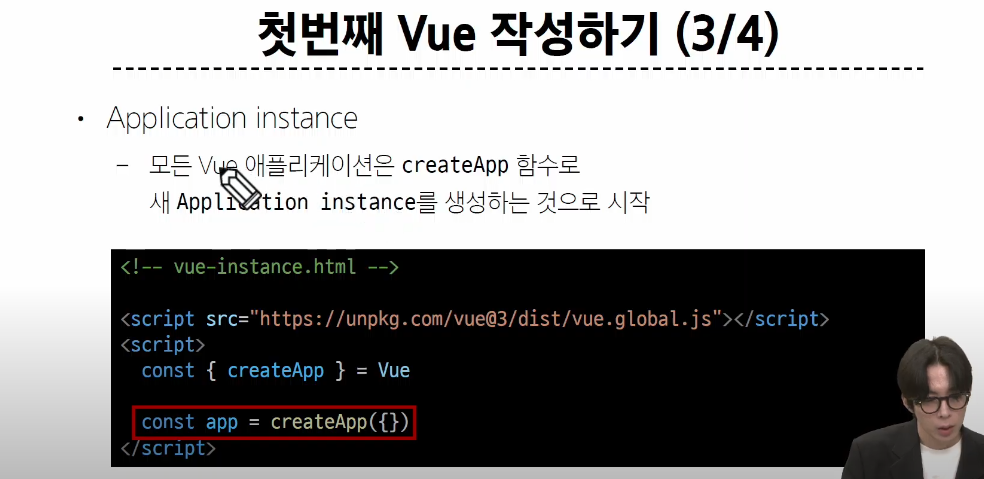 첫번째 Vue 작성하기 (3/4)
• Application instance
– 모든 Vue 애플리케이션은 createApp 함수로
새 Application instance를 생성하는 것으로 시작
<!-- vue-instance.html -->
<script src="https://unpkg.com/vue@3/dist/vue.global.js"></script>
<script>
const { createApp } = Vue
const app = createApp({})
</script>